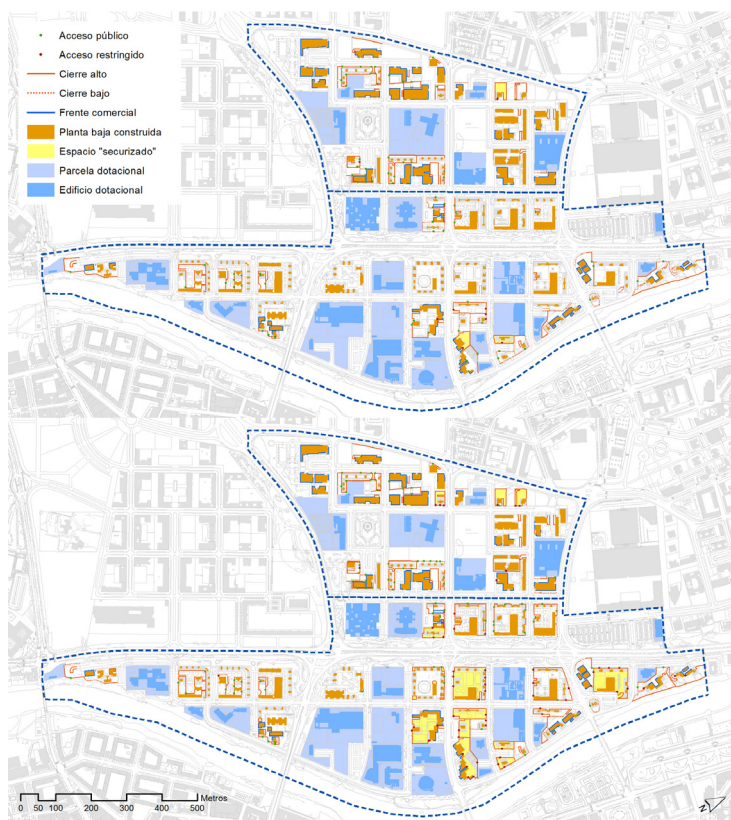 Acceso público
Acceso restringido
Cierre alto
Cierre bajo
Frente comercial
Planta baja construida
Espacio "securizado"
Parcela dotacional
Edificio dotacional
Metros
0 50 100 200 300 400 500
N